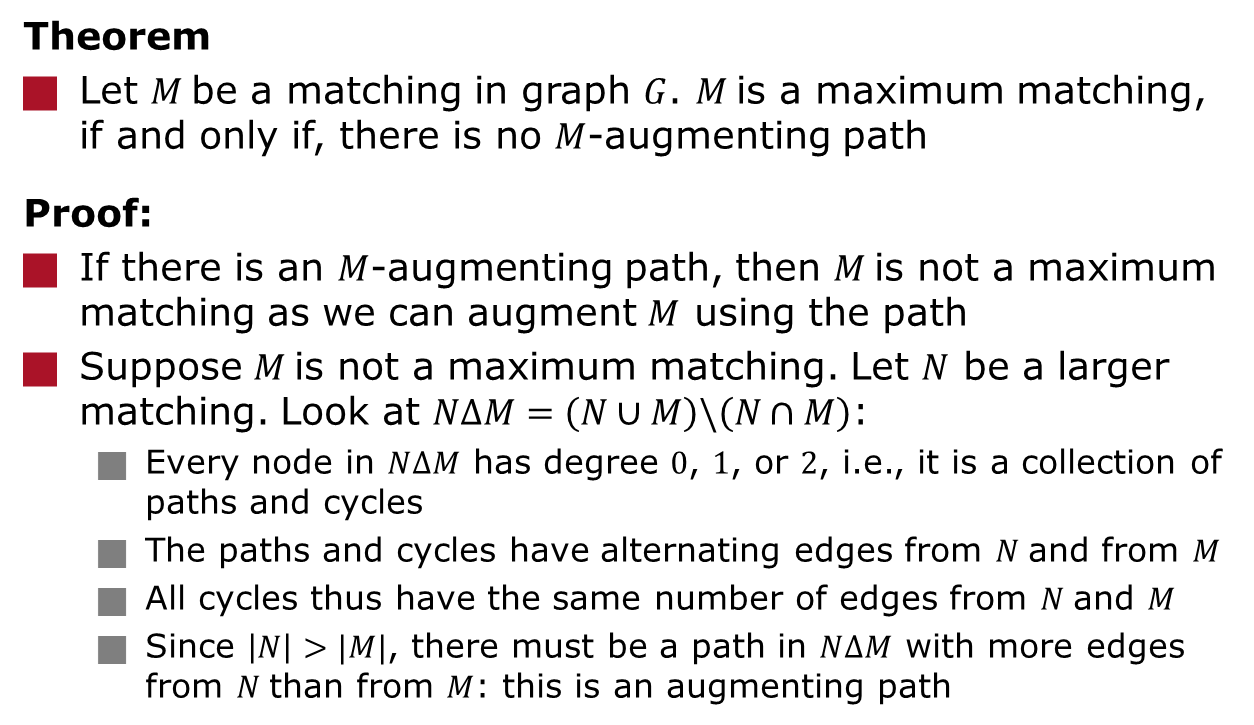 Theorem
Let M be a matching in graph G. M is a maximum matching,
if and only if, there is no M-augmenting path
Proof:
If there is an M-augmenting path, then M is not a maximum
matching as we can augment M using the path
Suppose M is not a maximum matching. Let N be a larger
matching. Look at NΔM = (N ∪ M)\(N ∩ M):
Every node in NΔM has degree 0, 1, or 2, i.e., it is a collection of
paths and cycles
The paths and cycles have alternating edges from N and from M
All cycles thus have the same number of edges from N and M
Since |N| > |M|, there must be a path in NΔM with more edges
from N than from M: this is an augmenting path